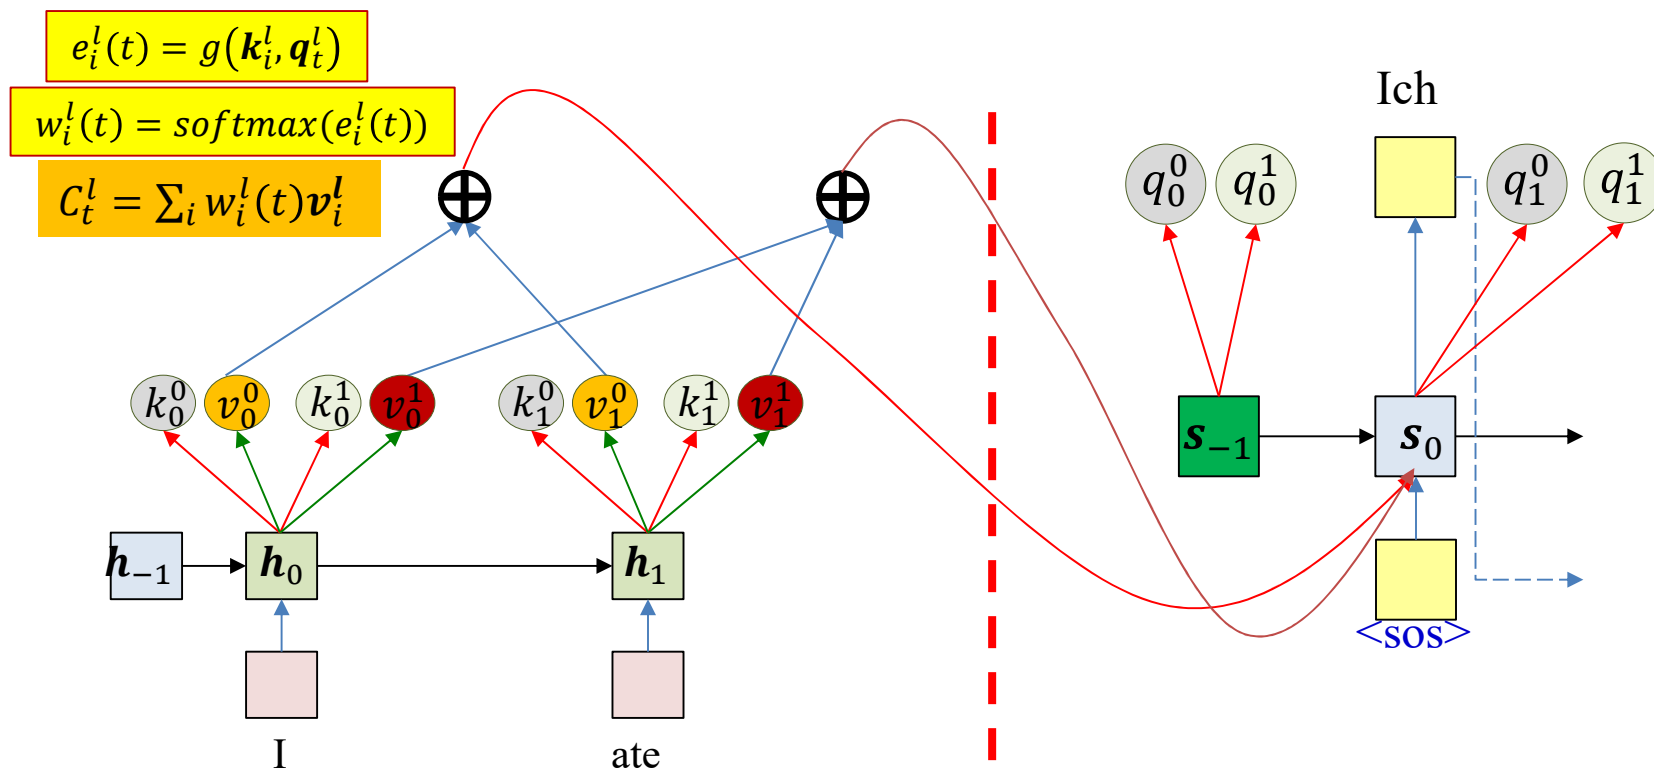 e_i^l(t) = g(k_i^l, q_t^l)
w_i^l(t) = softmax(e_i^l(t))
C_t^l = ∑_i w_i^l(t)v_i^l
Ich
q_0^0 q_0^1 q_1^0 q_1^1
k_0^0 v_0^0 k_0^1 v_0^1 k_1^0 v_1^0 k_1^1 v_1^1
s_{-1} s_0
h_{-1} h_0 h_1
<sos>
I ate